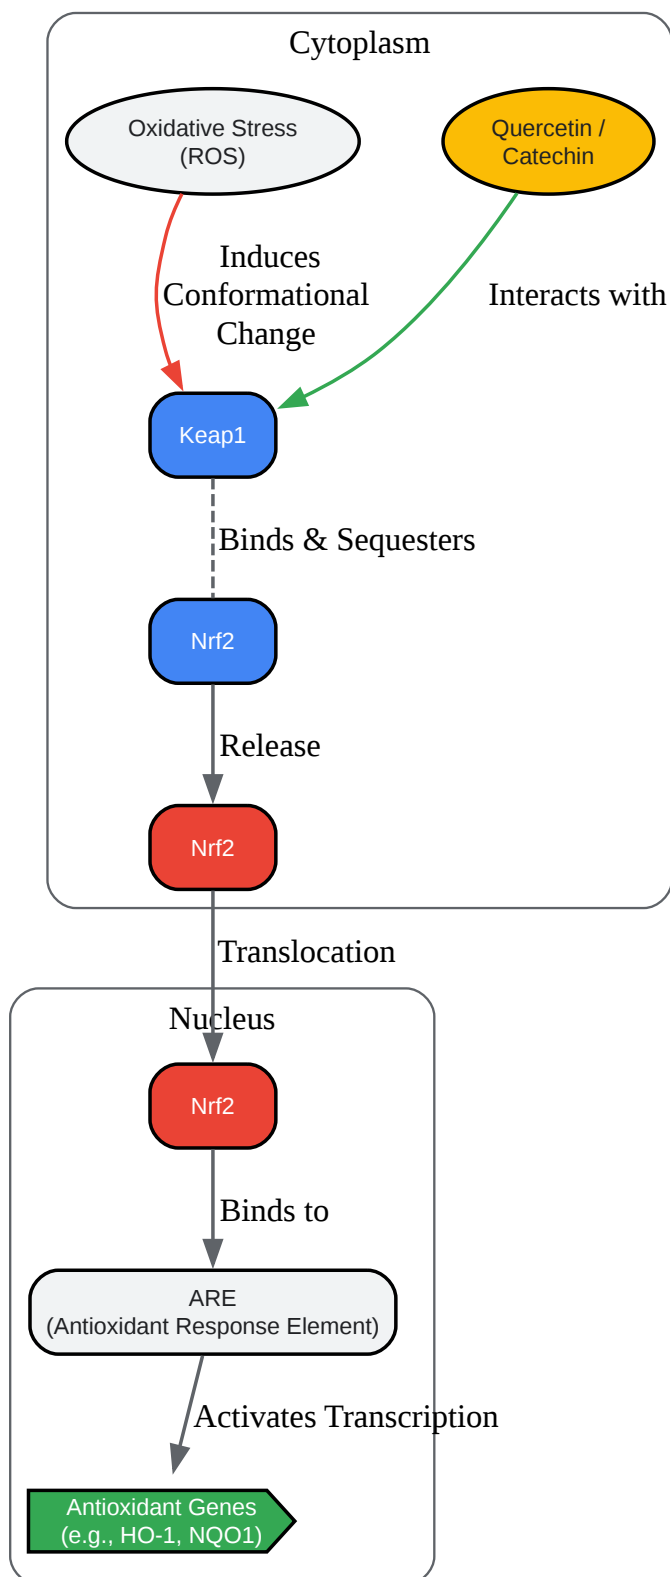 Cytoplasm
Oxidative Stress
(ROS)
Quercetin /
Catechin
Induces
Conformational
Change
Interacts with
Keap1
Binds & Sequesters
Nrf2
Release
Nrf2
Translocation
Nucleus
Nrf2
Binds to
ARE
(Antioxidant Response Element)
Activates Transcription
Antioxidant Genes
(e.g., HO-1, NQO1)